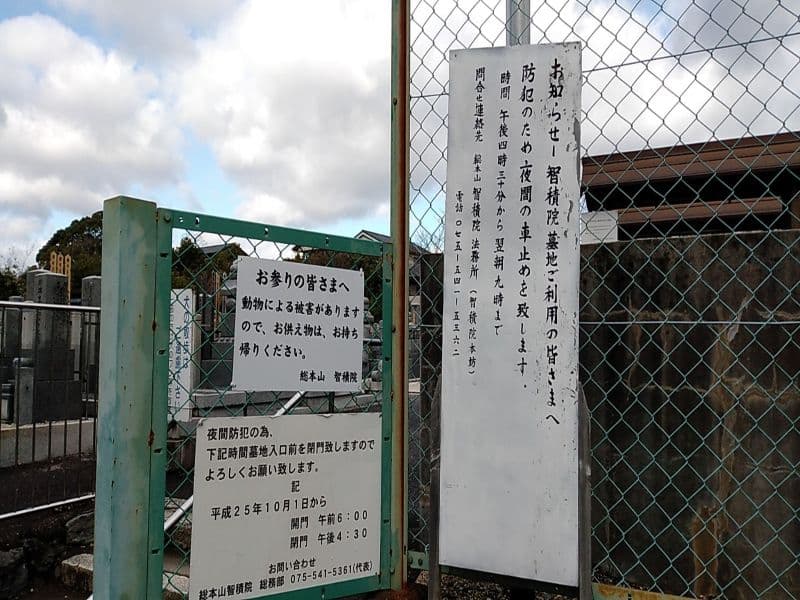 お知らせー智積院墓地ご利用の皆さまへ
防犯のため夜間の車止めを致します.
時間 午後四時三十分から翌朝九時まで
問合せ連絡先 総本山 智積院 法務所(智積院本坊)
電話 〇七五-五四一-五三六二
お参りの皆さまへ
動物による被害があります
ので、お供え物は、お持ち
帰りください。
総本山 智積院
夜間防犯の為、
下記時間墓地入口前を閉門致しますので
よろしくお願い致します。
記
平成25年10月1日から
開門 午前6:00
閉門 午後4:30
お問い合わせ
総本山智積院 総務部 075-541-5361(代表)